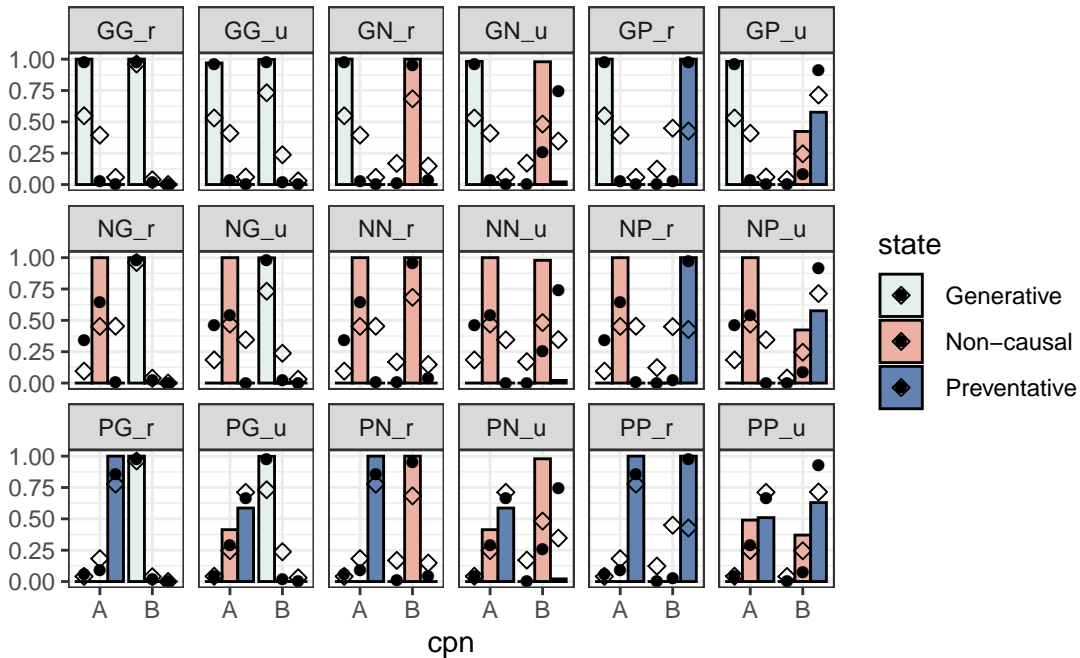 GG_r GG_u GN_r GN_u GP_r GP_u
1.00
0.75
0.50
0.25
0.00
NG_r NG_u NN_r NN_u NP_r NP_u
1.00
0.75
0.50
0.25
0.00
PG_r PG_u PN_r PN_u PP_r PP_u
1.00
0.75
0.50
0.25
0.00
A B A B A B A B A B A B
cpn
state
Generative
Non−causal
Preventative